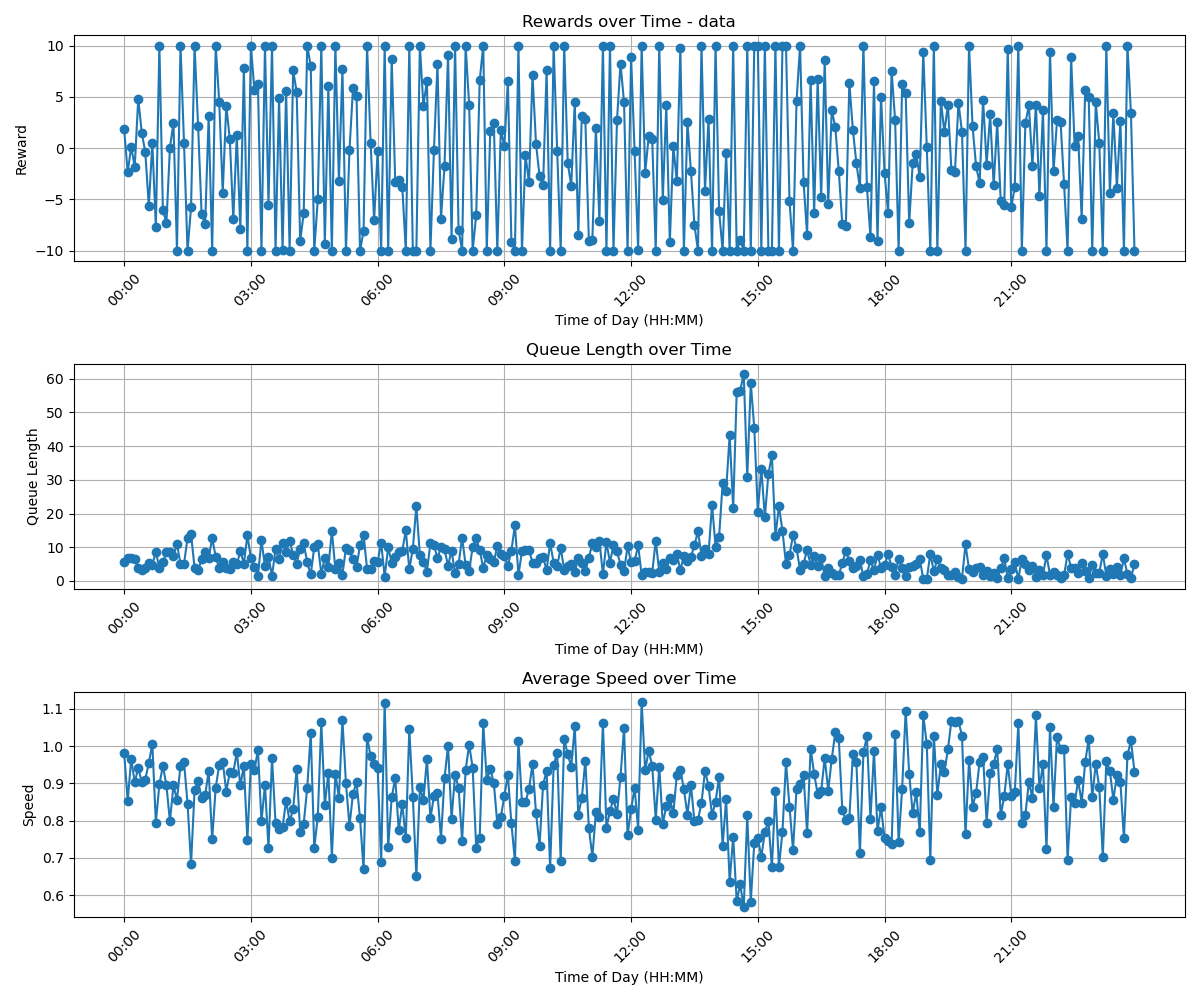 Rewards over Time - data
10
5
0
−5
−10
Reward
00:00 03:00 06:00 09:00 12:00 15:00 18:00 21:00
Time of Day (HH:MM)
Queue Length over Time
60
50
40
30
20
10
0
Queue Length
00:00 03:00 06:00 09:00 12:00 15:00 18:00 21:00
Time of Day (HH:MM)
Average Speed over Time
1.1
1.0
0.9
0.8
0.7
0.6
Speed
00:00 03:00 06:00 09:00 12:00 15:00 18:00 21:00
Time of Day (HH:MM)